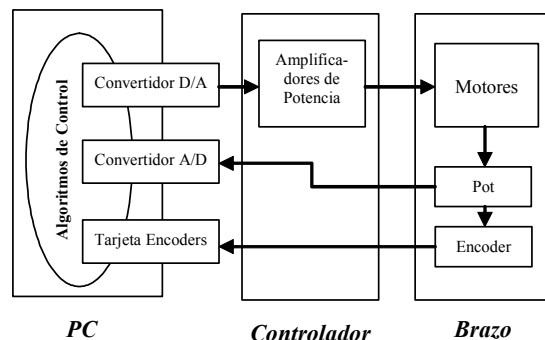 Convertidor D/A
Amplifica-
dores de
Potencia
Motores
Algoritmos de Control
Convertidor A/D
Pot
Tarjeta Encoders
Encoder
PC
Controlador
Brazo